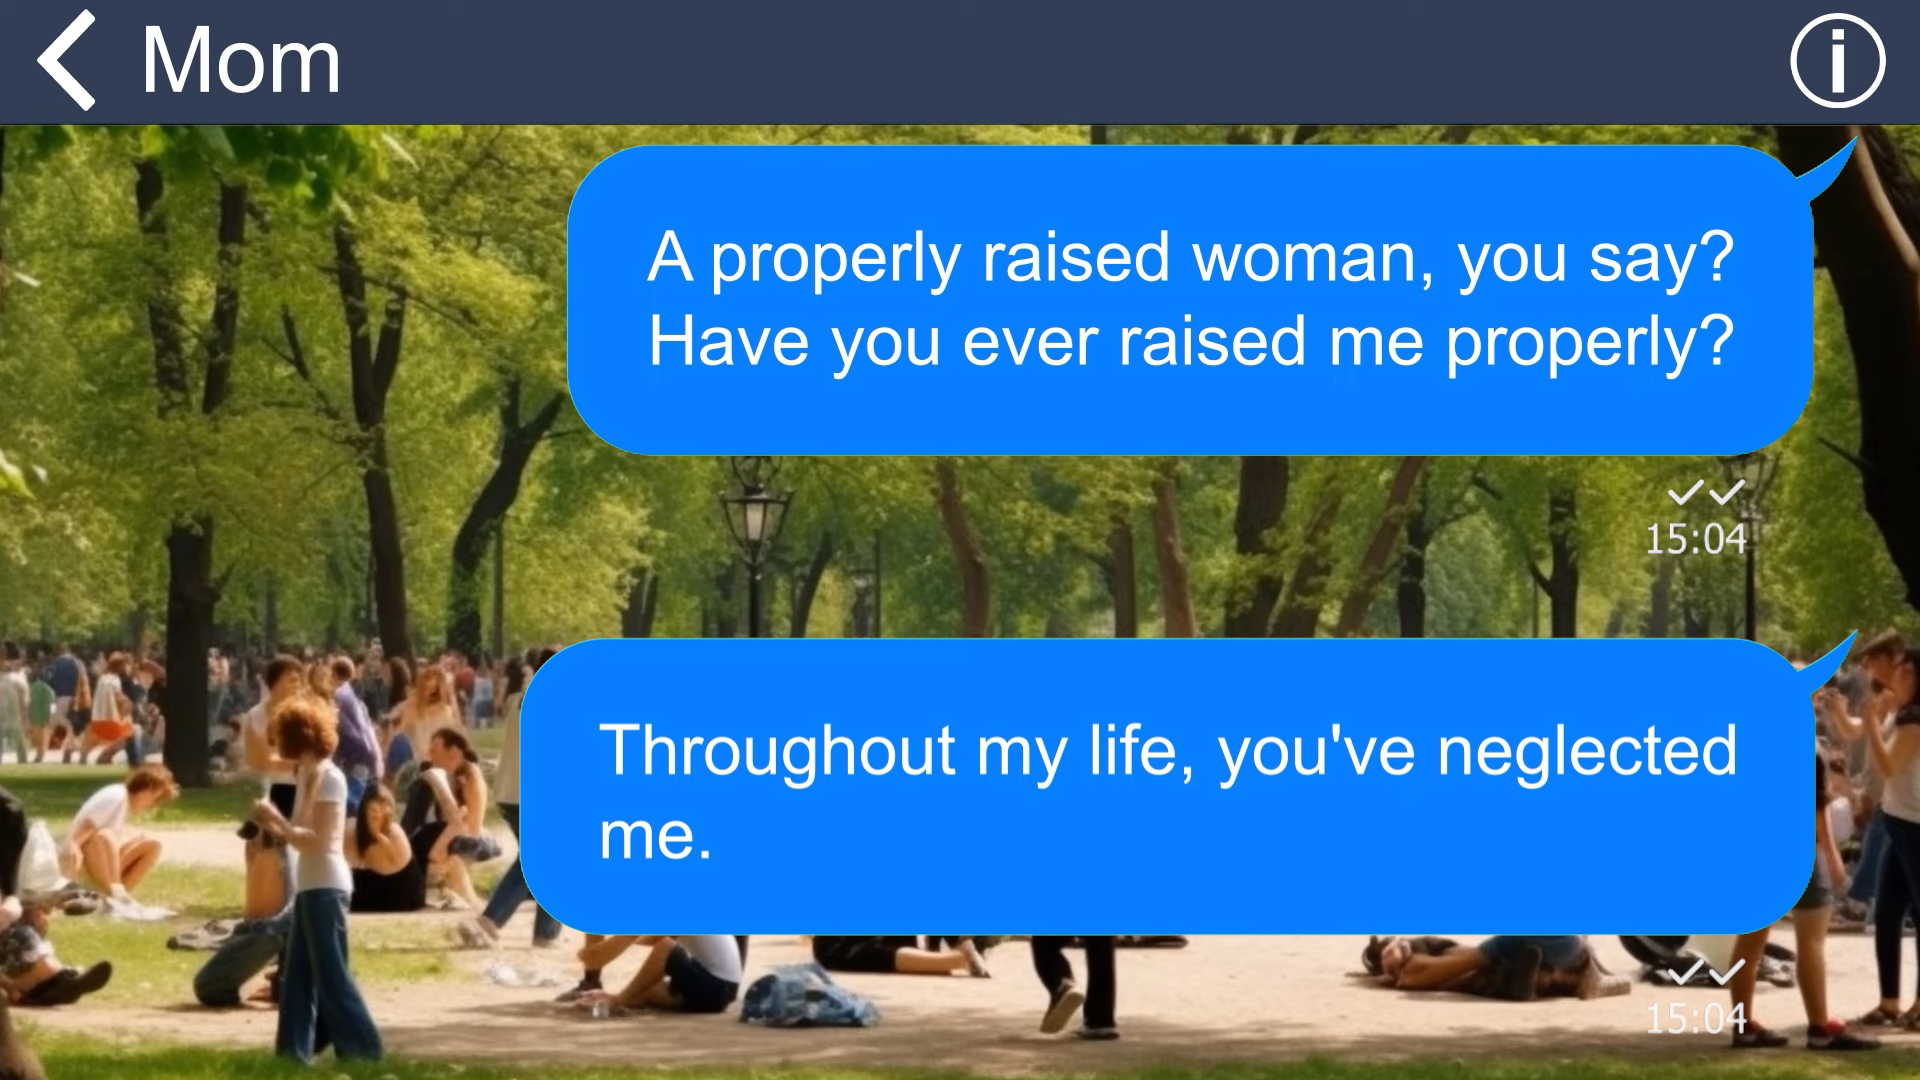 Mom
A properly raised woman, you say?
Have you ever raised me properly?
15:04
Throughout my life, you've neglected
me.
15:04